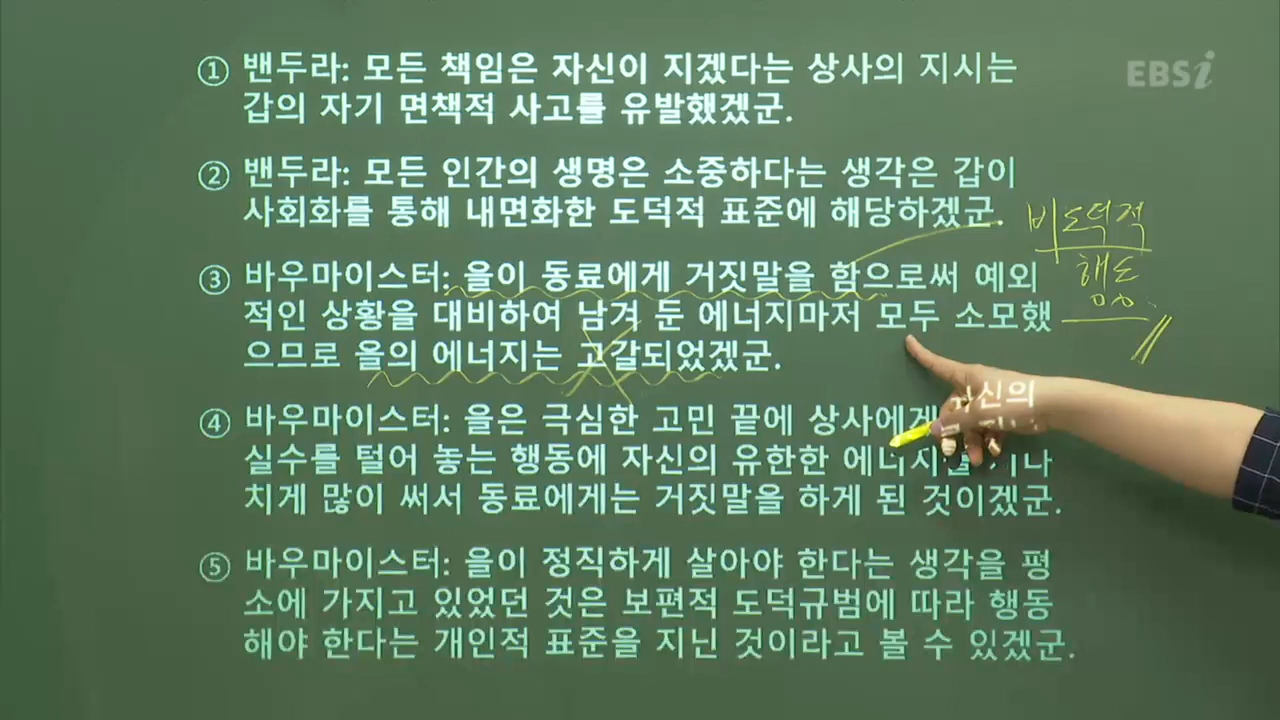 EBSi
① 밴두라: 모든 책임은 자신이 지겠다는 상사의 지시는
갑의 자기 면책적 사고를 유발했겠군.
② 밴두라: 모든 인간의 생명은 소중하다는 생각은 갑이
사회화를 통해 내면화한 도덕적 표준에 해당하겠군.
비도덕적
행동
③ 바우마이스터: 을이 동료에게 거짓말을 함으로써 예외
적인 상황을 대비하여 남겨 둔 에너지마저 모두 소모했
으므로 을의 에너지는 고갈되었겠군.
④ 바우마이스터: 을은 극심한 고민 끝에 상사에게 자신의
실수를 털어 놓는 행동에 자신의 유한한 에너지를 지나
치게 많이 써서 동료에게는 거짓말을 하게 된 것이겠군.
⑤ 바우마이스터: 을이 정직하게 살아야 한다는 생각을 평
소에 가지고 있었던 것은 보편적 도덕규범에 따라 행동
해야 한다는 개인적 표준을 지닌 것이라고 볼 수 있겠군.